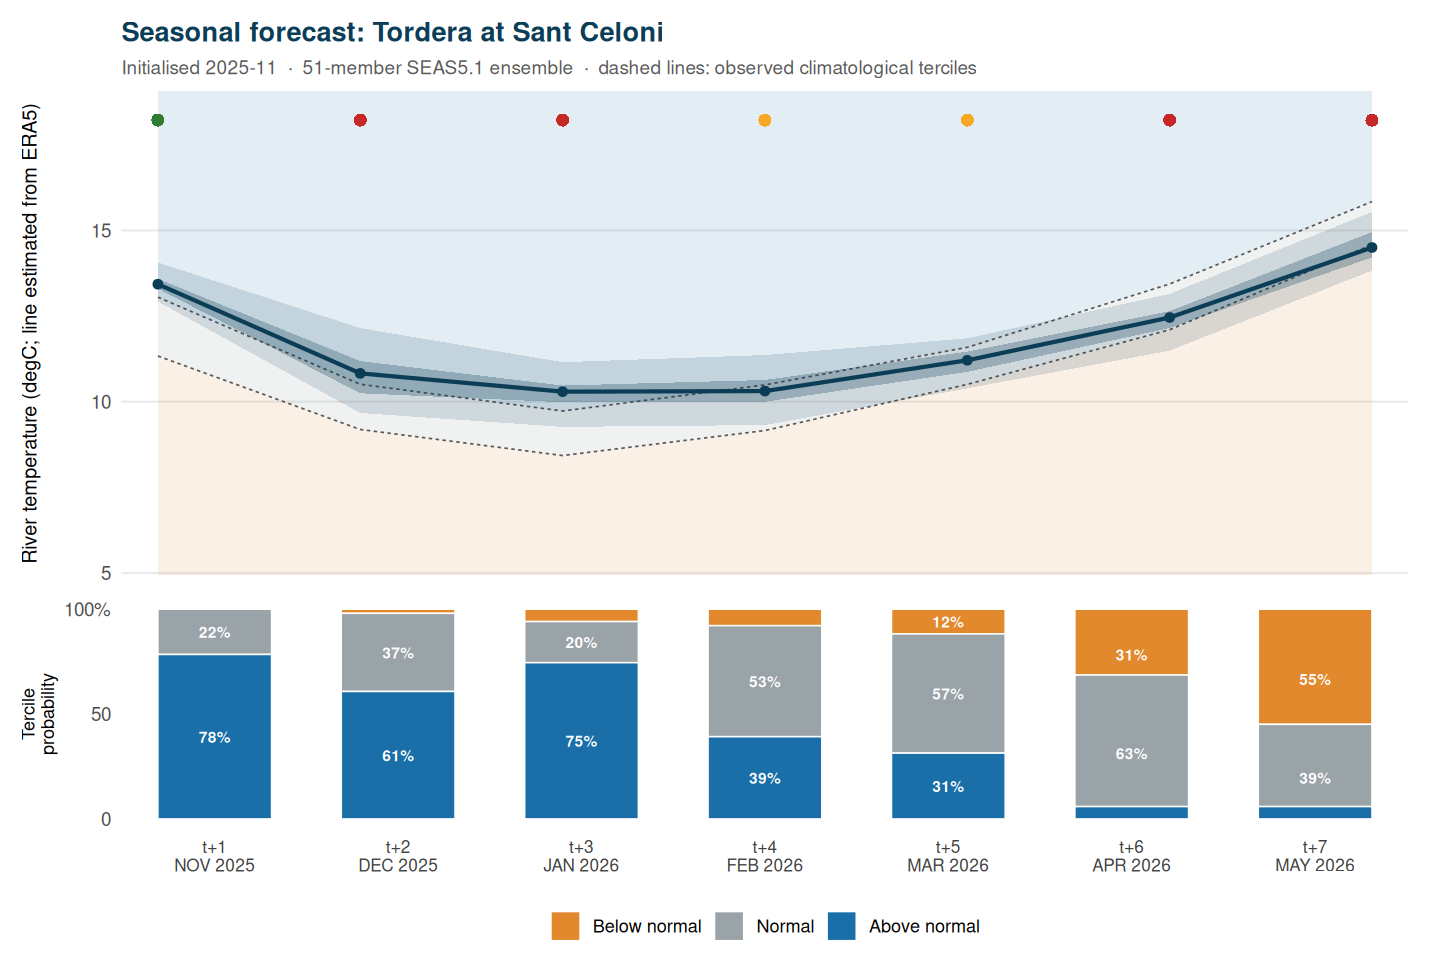 Seasonal forecast: Tordera at Sant Celoni
Initialised 2025-11 · 51-member SEAS5.1 ensemble · dashed lines: observed climatological terciles
River temperature (degC; line estimated from ERA5)
15
10
5
Tercile
probability
100%
50
0
22%
78%
37%
61%
20%
75%
53%
39%
12%
57%
31%
31%
63%
55%
39%
t+1
NOV 2025
t+2
DEC 2025
t+3
JAN 2026
t+4
FEB 2026
t+5
MAR 2026
t+6
APR 2026
t+7
MAY 2026
Below normal
Normal
Above normal